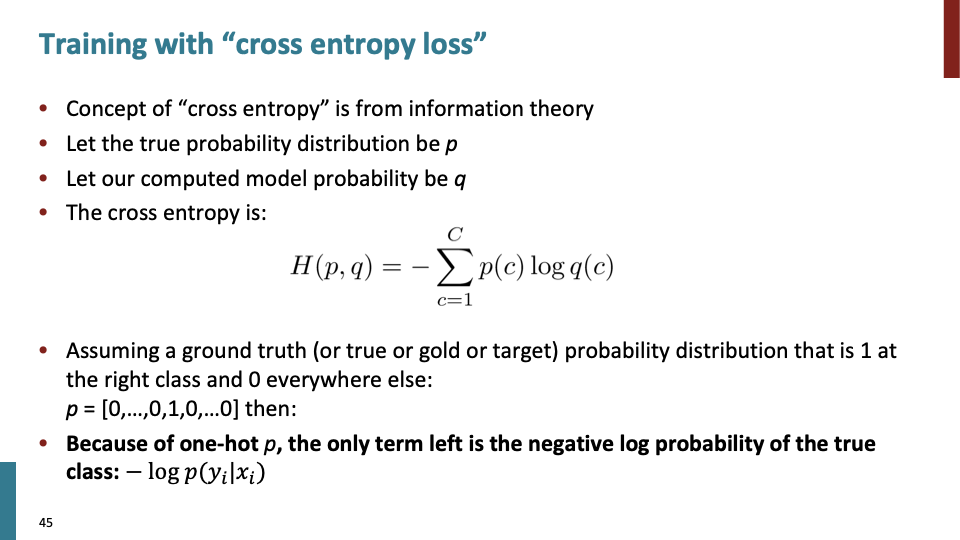 Training with “cross entropy loss”
• Concept of “cross entropy” is from information theory
• Let the true probability distribution be p
• Let our computed model probability be q
• The cross entropy is:
H(p, q) = − ∑_{c=1}^{C} p(c) log q(c)
• Assuming a ground truth (or true or gold or target) probability distribution that is 1 at
the right class and 0 everywhere else:
p = [0,…,0,1,0,…0] then:
• Because of one-hot p, the only term left is the negative log probability of the true
class: − log p(y_i|x_i)
45